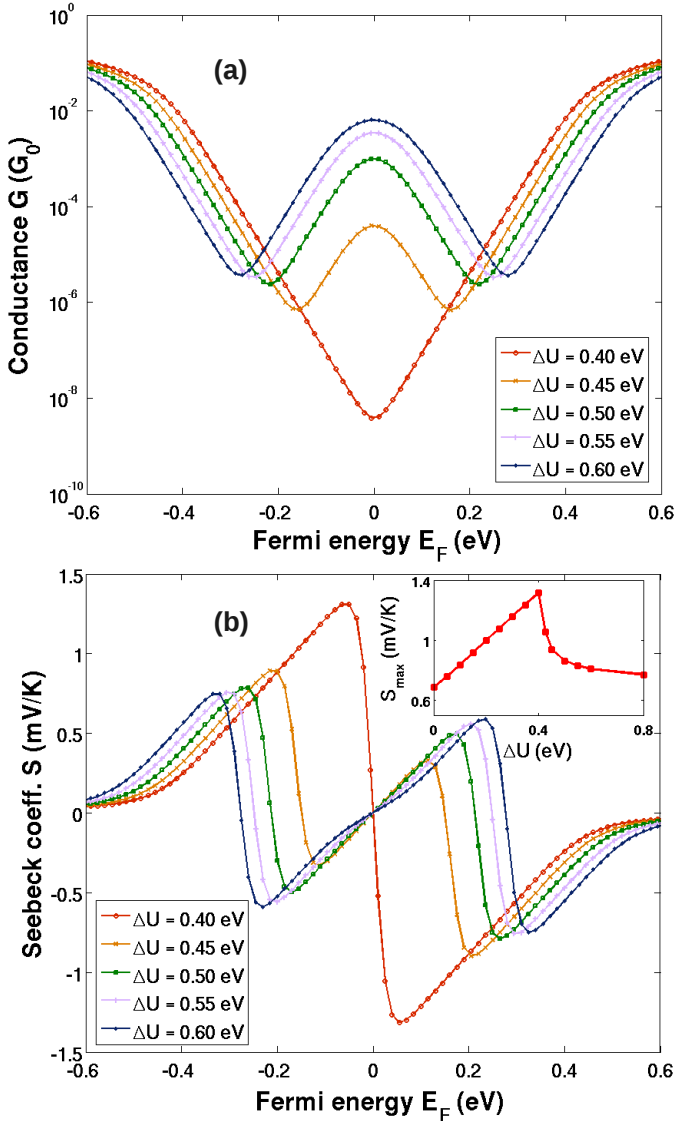 (a)
Conductance G (G_0)
10^0
10^-2
10^-4
10^-6
10^-8
10^-10
ΔU = 0.40 eV
ΔU = 0.45 eV
ΔU = 0.50 eV
ΔU = 0.55 eV
ΔU = 0.60 eV
-0.6 -0.4 -0.2 0 0.2 0.4 0.6
Fermi energy E_F (eV)
(b)
Seebeck coeff. S (mV/K)
1.5
1
0.5
0
-0.5
-1
-1.5
S_max (mV/K)
1.4
1
0.6
0 0.4 0.8
ΔU (eV)
ΔU = 0.40 eV
ΔU = 0.45 eV
ΔU = 0.50 eV
ΔU = 0.55 eV
ΔU = 0.60 eV
-0.6 -0.4 -0.2 0 0.2 0.4 0.6
Fermi energy E_F (eV)